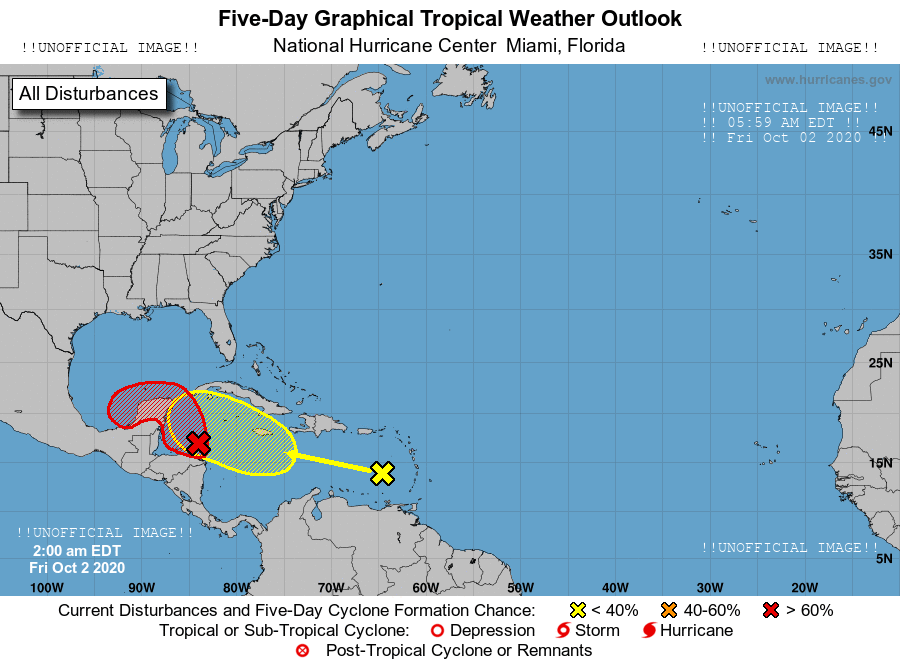 Five-Day Graphical Tropical Weather Outlook
!!UNOFFICIAL IMAGE!! National Hurricane Center Miami, Florida !!UNOFFICIAL IMAGE!!
www.hurricanes.gov
All Disturbances
!!UNOFFICIAL IMAGE!!
!! 05:59 AM EDT !!
!! Fri Oct 02 2020 !!
45N
35N
25N
15N
!!UNOFFICIAL IMAGE!!
2:00 am EDT
Fri Oct 2 2020
!!UNOFFICIAL IMAGE!!
5N
100W 90W 80W 70W 60W 50W 40W 30W 20W
Current Disturbances and Five-Day Cyclone Formation Chance: < 40% 40-60% > 60%
Tropical or Sub-Tropical Cyclone: Depression Storm Hurricane
Post-Tropical Cyclone or Remnants